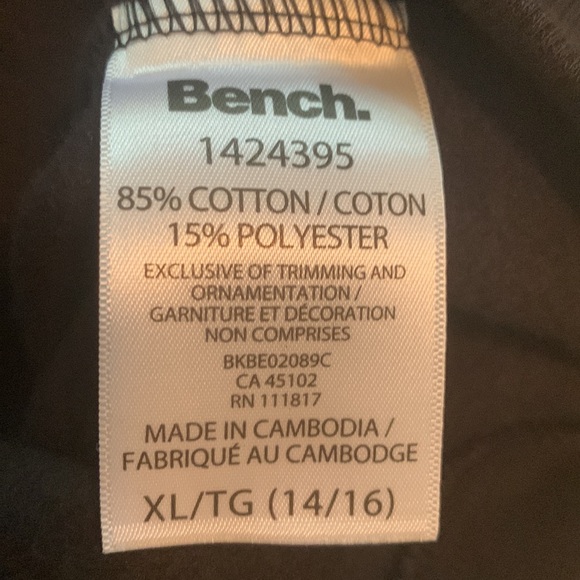 Bench.
1424395
85% COTTON / COTON
15% POLYESTER
EXCLUSIVE OF TRIMMING AND
ORNAMENTATION /
GARNITURE ET DÉCORATION
NON COMPRISES
BKBE02089C
CA 45102
RN 111817
MADE IN CAMBODIA /
FABRIQUÉ AU CAMBODGE
XL/TG (14/16)